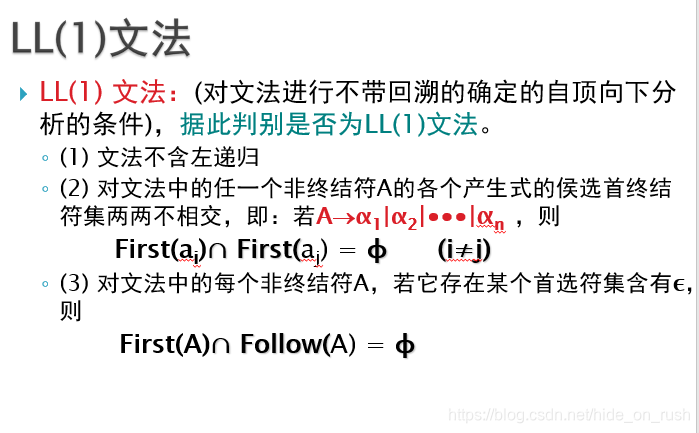 LL(1)文法
LL(1) 文法：(对文法进行不带回溯的确定的自顶向下分
析的条件)，据此判别是否为LL(1)文法。
(1) 文法不含左递归
(2) 对文法中的任一个非终结符A的各个产生式的侯选首终结
符集两两不相交，即：若A→α₁|α₂|•••|αₙ ，则
First(aᵢ)∩ First(aⱼ) = ϕ (i≠j)
(3) 对文法中的每个非终结符A，若它存在某个首选符集含有ϵ，
则
First(A)∩ Follow(A) = ϕ
https://blog.csdn.net/hide_on_rush